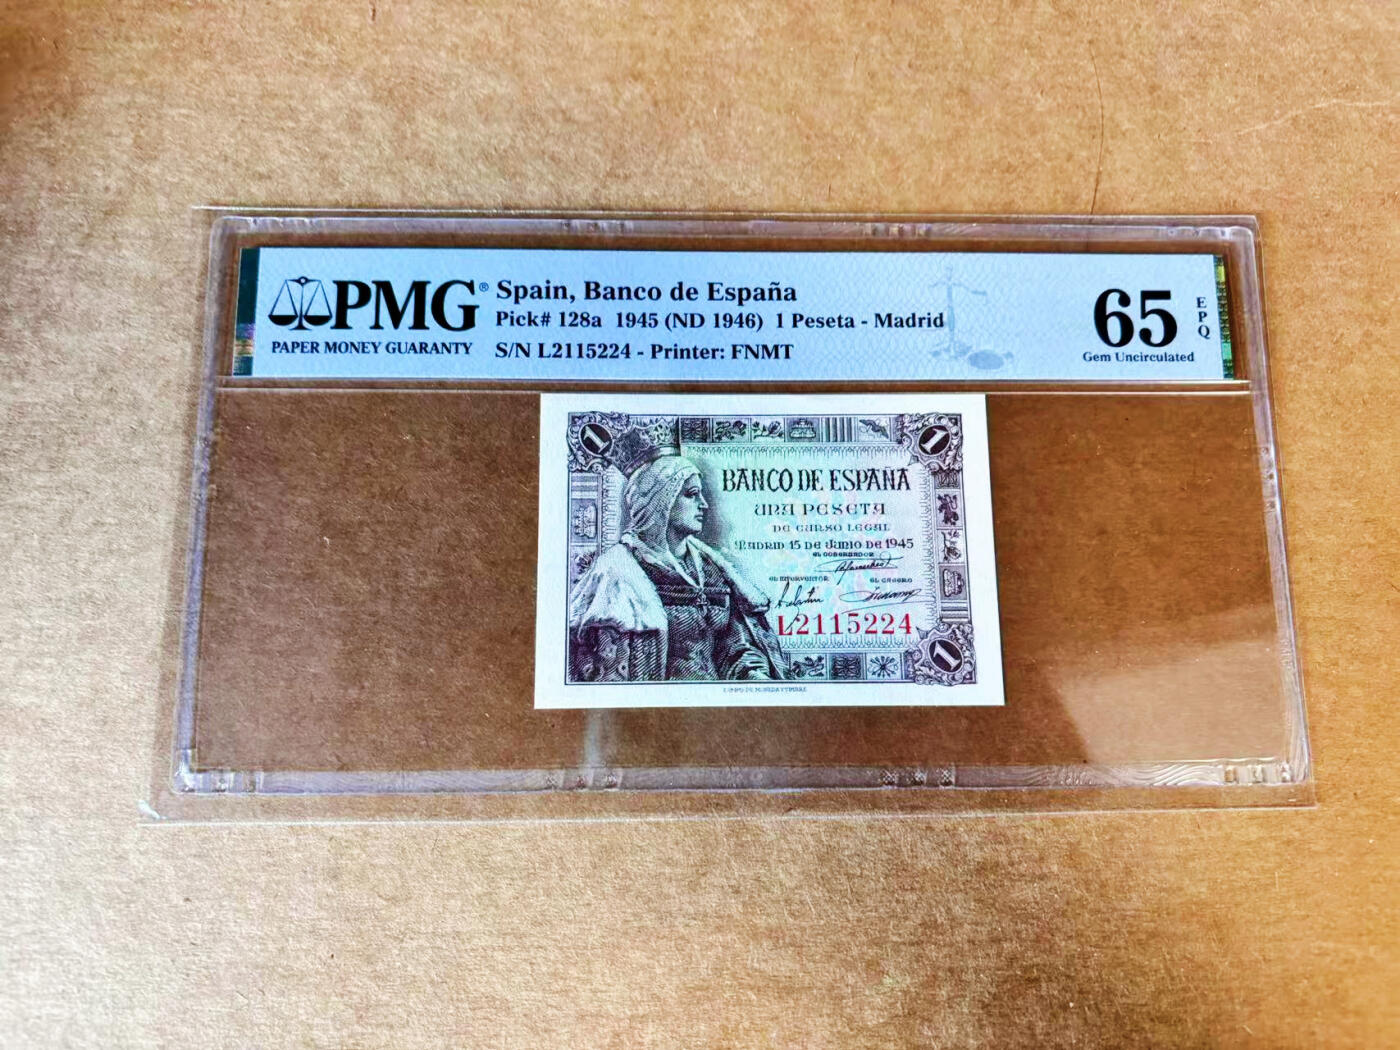 PMG®
PAPER MONEY GUARANTY
Spain, Banco de España
Pick# 128a 1945 (ND 1946) 1 Peseta - Madrid
S/N L2115224 - Printer: FNMT
65
EPQ
Gem Uncirculated
1
1
BANCO DE ESPAÑA
UNA PESETA
DE CURSO LEGAL
MADRID 15 DE JUNIO DE 1945
EL GOBERNADOR
EL INTERVENTOR
EL CAJERO
L2115224
1